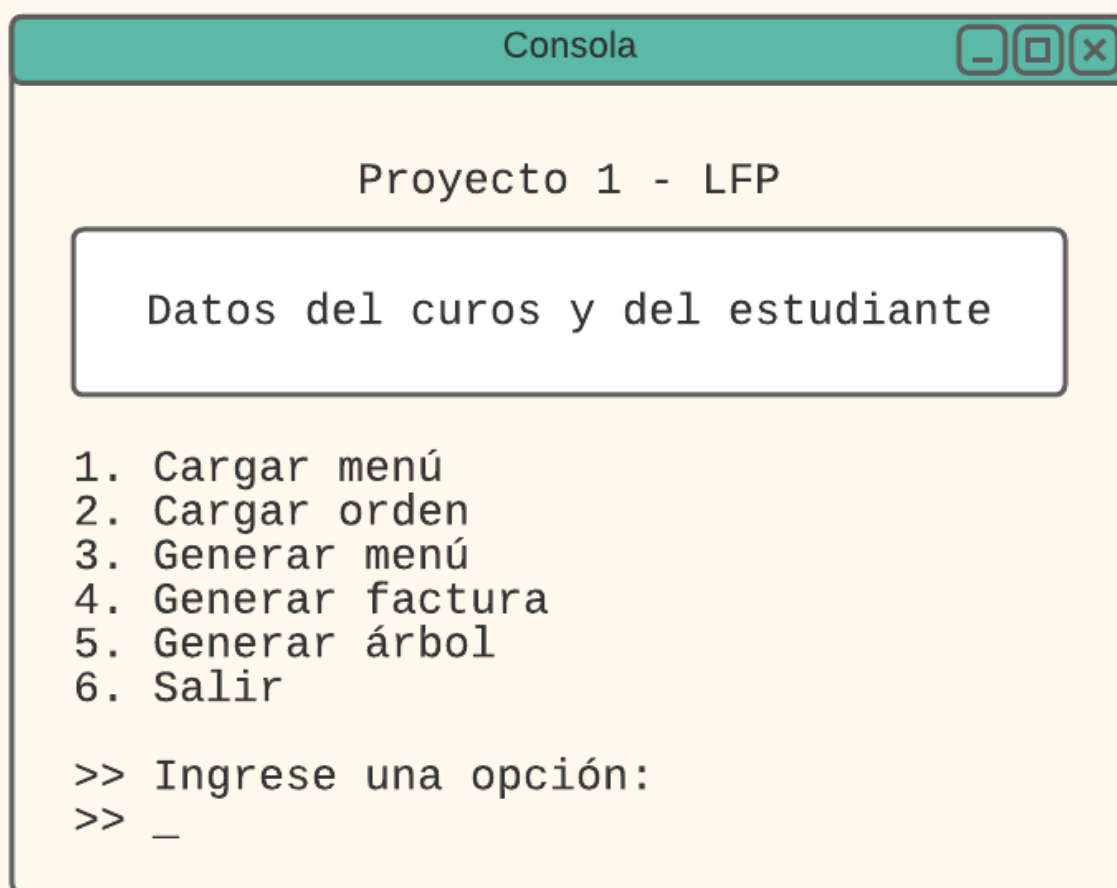 Consola
Proyecto 1 - LFP
Datos del curos y del estudiante
1. Cargar menú
2. Cargar orden
3. Generar menú
4. Generar factura
5. Generar árbol
6. Salir
>> Ingrese una opción:
>> _